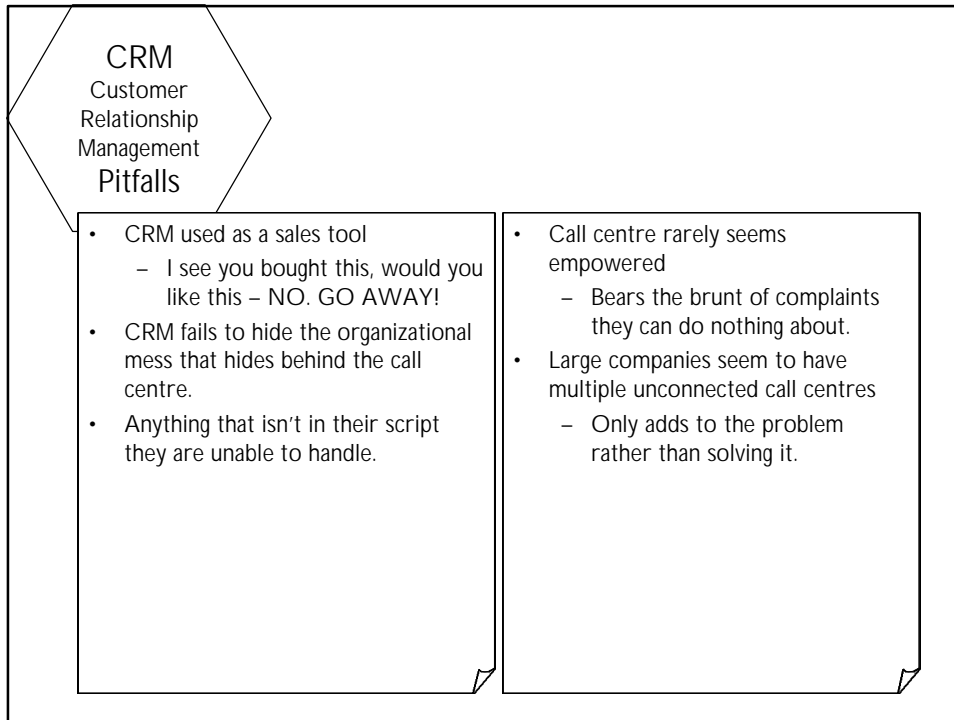 CRM
Customer
Relationship
Management
Pitfalls
• CRM used as a sales tool
– I see you bought this, would you
like this – NO. GO AWAY!
• CRM fails to hide the organizational
mess that hides behind the call
centre.
• Anything that isn't in their script
they are unable to handle.
• Call centre rarely seems
empowered
– Bears the brunt of complaints
they can do nothing about.
• Large companies seem to have
multiple unconnected call centres
– Only adds to the problem
rather than solving it.